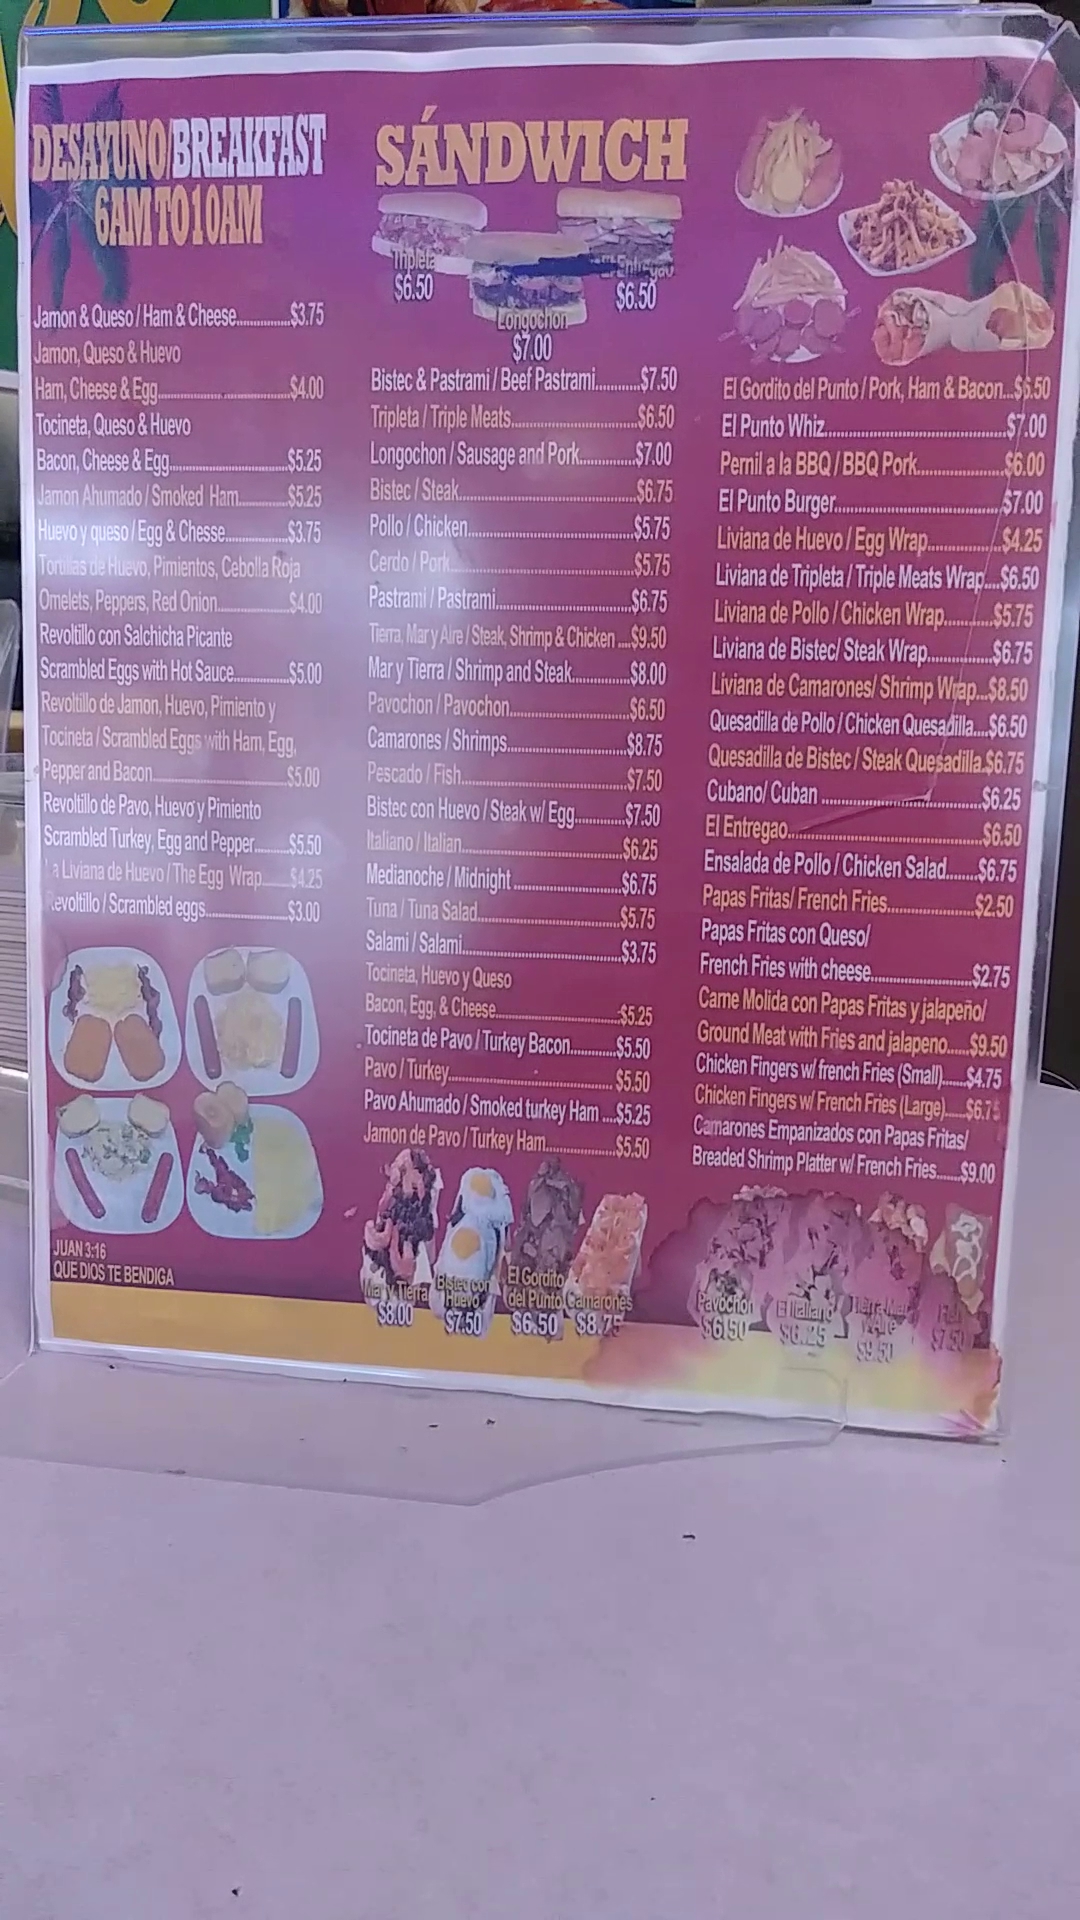 DESAYUNO/BREAKFAST
6AM TO 10AM
Jamon & Queso / Ham & Cheese...............$3.75
Jamon, Queso & Huevo
Ham, Cheese & Egg...............$4.00
Tocineta, Queso & Huevo
Bacon, Cheese & Egg...............$5.25
Jamon Ahumado / Smoked Ham...............$5.25
Huevo y queso / Egg & Chesse...............$3.75
Tortillas de Huevo, Pimientos, Cebolla Roja
Omelets, Peppers, Red Onion...............$4.00
Revoltillo con Salchicha Picante
Scrambled Eggs with Hot Sauce...............$5.00
Revoltillo de Jamon, Huevo, Pimiento y
Tocineta / Scrambled Eggs with Ham, Egg,
Pepper and Bacon...............$5.00
Revoltillo de Pavo, Huevo y Pimiento
Scrambled Turkey, Egg and Pepper.........$5.50
La Liviana de Huevo / The Egg Wrap.......$4.25
Revoltillo / Scrambled eggs...............$3.00
JUAN 3:16
QUE DIOS TE BENDIGA
SÁNDWICH
Tripleta
$6.50
El Entregao
$6.50
Longochon
$7.00
Bistec & Pastrami / Beef Pastrami...........$7.50
Tripleta / Triple Meats...............$6.50
Longochon / Sausage and Pork.............$7.00
Bistec / Steak...............$6.75
Pollo / Chicken...............$5.75
Cerdo / Pork...............$5.75
Pastrami / Pastrami...............$6.75
Tierra, Mar y Aire / Steak, Shrimp & Chicken ....$9.50
Mar y Tierra / Shrimp and Steak...............$8.00
Pavochon / Pavochon...............$6.50
Camarones / Shrimps...............$8.75
Pescado / Fish...............$7.50
Bistec con Huevo / Steak w/ Egg............$7.50
Italiano / Italian...............$6.25
Medianoche / Midnight ...............$6.75
Tuna / Tuna Salad...............$5.75
Salami / Salami...............$3.75
Tocineta, Huevo y Queso
Bacon, Egg, & Cheese...............$5.25
Tocineta de Pavo / Turkey Bacon...........$5.50
Pavo / Turkey............... $5.50
Pavo Ahumado / Smoked turkey Ham ....$5.25
Jamon de Pavo / Turkey Ham...............$5.50
Mar y Tierra
$8.00
Bistec con
Huevo
$7.50
El Gordito
del Punto
$6.50
Camarones
$8.75
El Gordito del Punto / Pork, Ham & Bacon...$6.50
El Punto Whiz...............$7.00
Pernil a la BBQ / BBQ Pork...............$6.00
El Punto Burger...............$7.00
Liviana de Huevo / Egg Wrap...............$4.25
Liviana de Tripleta / Triple Meats Wrap....$6.50
Liviana de Pollo / Chicken Wrap............$5.75
Liviana de Bistec/ Steak Wrap...............$6.75
Liviana de Camarones/ Shrimp Wrap...$8.50
Quesadilla de Pollo / Chicken Quesadilla....$6.50
Quesadilla de Bistec / Steak Quesadilla.$6.75
Cubano/ Cuban ...............$6.25
El Entregao...............$6.50
Ensalada de Pollo / Chicken Salad........$6.75
Papas Fritas/ French Fries...............$2.50
Papas Fritas con Queso/
French Fries with cheese...............$2.75
Carne Molida con Papas Fritas y jalapeño/
Ground Meat with Fries and jalapeno......$9.50
Chicken Fingers w/ french Fries (Small)......$4.75
Chicken Fingers w/ French Fries (Large).....$6.75
Camarones Empanizados con Papas Fritas/
Breaded Shrimp Platter w/ French Fries......$9.00
Pavochon
$6.50
El Italiano
$6.25
Tierra Mar
y Aire
$9.50
Fish
$7.50